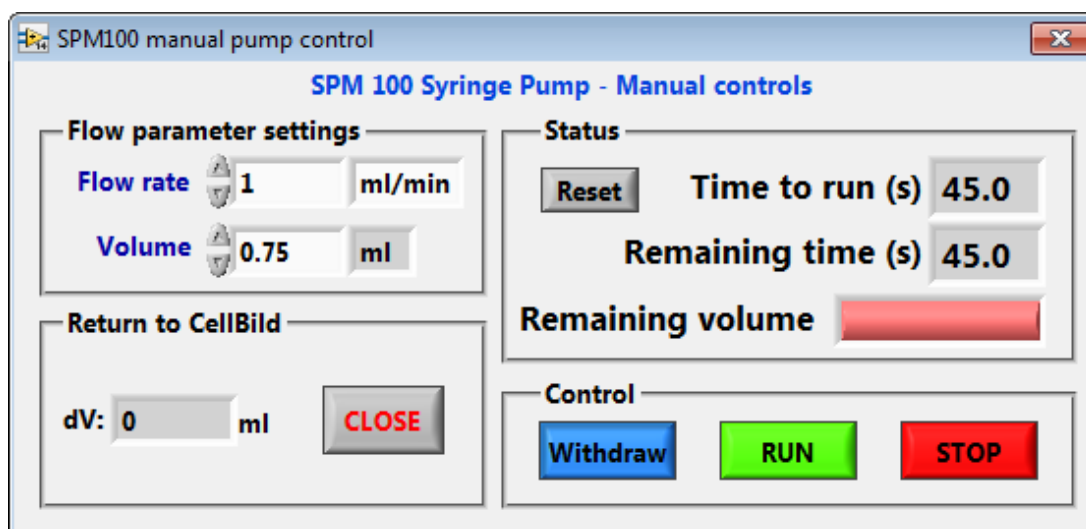 SPM100 manual pump control
SPM 100 Syringe Pump - Manual controls
Flow parameter settings
Flow rate 1 ml/min
Volume 0.75 ml
Status
Reset Time to run (s) 45.0
Remaining time (s) 45.0
Remaining volume
Return to CellBild
dV: 0 ml CLOSE
Control
Withdraw RUN STOP